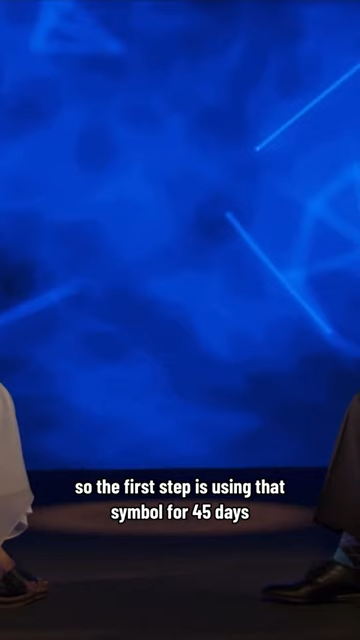 so the first step is using that
symbol for 45 days